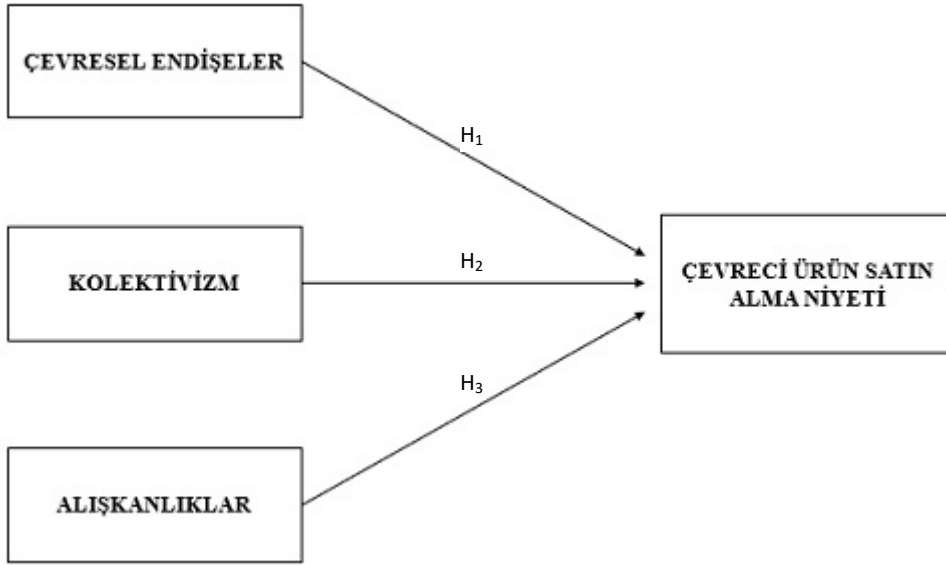 ÇEVRESEL ENDİŞELER
H₁
KOLEKTİVİZM
H₂
ÇEVRECİ ÜRÜN SATIN
ALMA NİYETİ
H₃
ALIŞKANLIKLAR